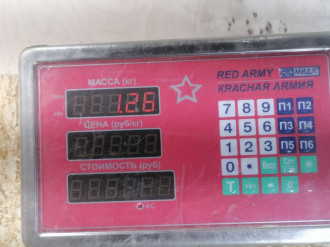 RED ARMY МИДЛ
КРАСНАЯ АРМИЯ
МАССА (кг)
1.26
ЦЕНА (руб/кг)
СТОИМОСТЬ (руб)
7 8 9 П1 П2
4 5 6 П3 П4
1 2 3 П5 П6
0
T C